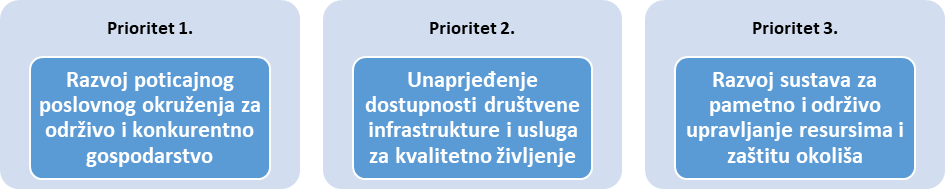 Prioritet 1.
Razvoj poticajnog
poslovnog okruženja za
održivo i konkurentno
gospodarstvo
Prioritet 2.
Unaprjeđenje
dostupnosti društvene
infrastrukture i usluga
za kvalitetno življenje
Prioritet 3.
Razvoj sustava za
pametno i održivo
upravljanje resursima i
zaštitu okoliša